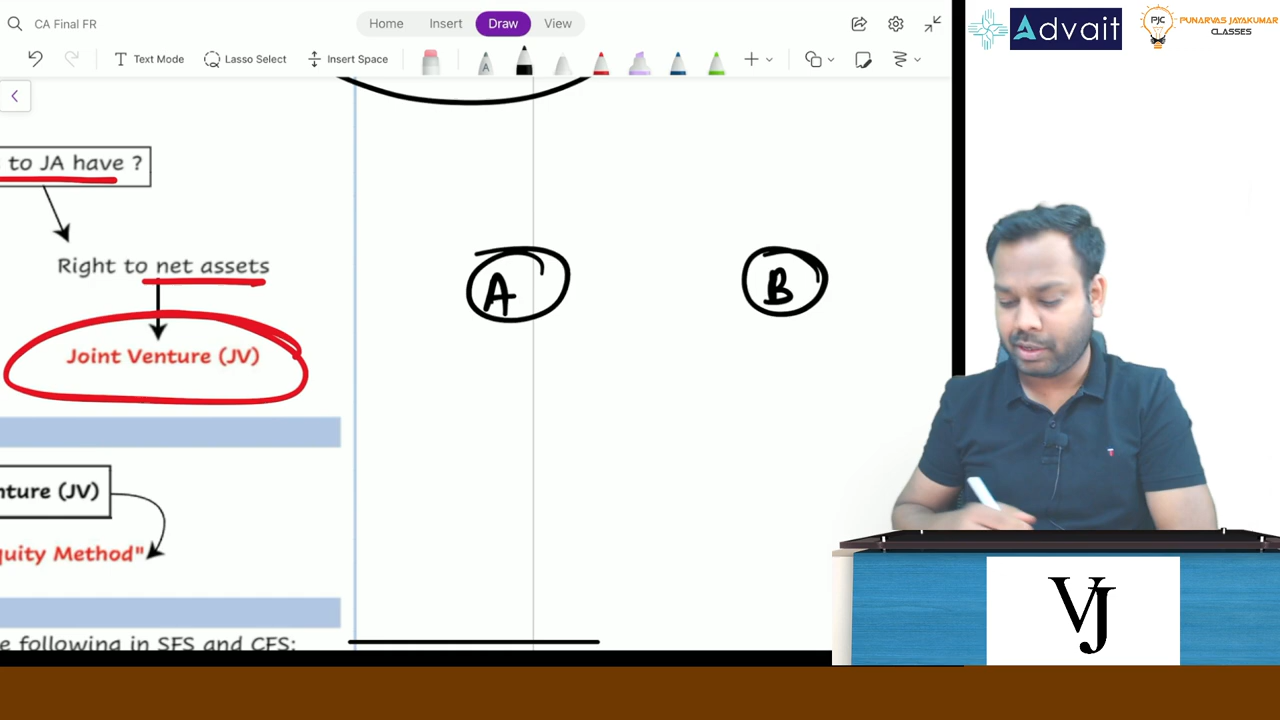 CA Final FR
Home Insert Draw View
Advait
PJC
PUNARVAS JAYAKUMAR
CLASSES
Text Mode Lasso Select Insert Space
A
to JA have ?
Right to net assets
Joint Venture (JV)
A B
nture (JV)
quity Method"
e following in SFS and CFS:
VJ